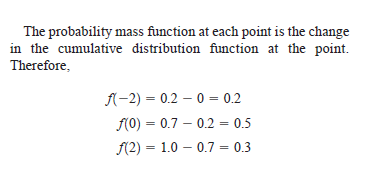 The probability mass function at each point is the change
in the cumulative distribution function at the point.
Therefore,
f(−2) = 0.2 − 0 = 0.2
f(0) = 0.7 − 0.2 = 0.5
f(2) = 1.0 − 0.7 = 0.3